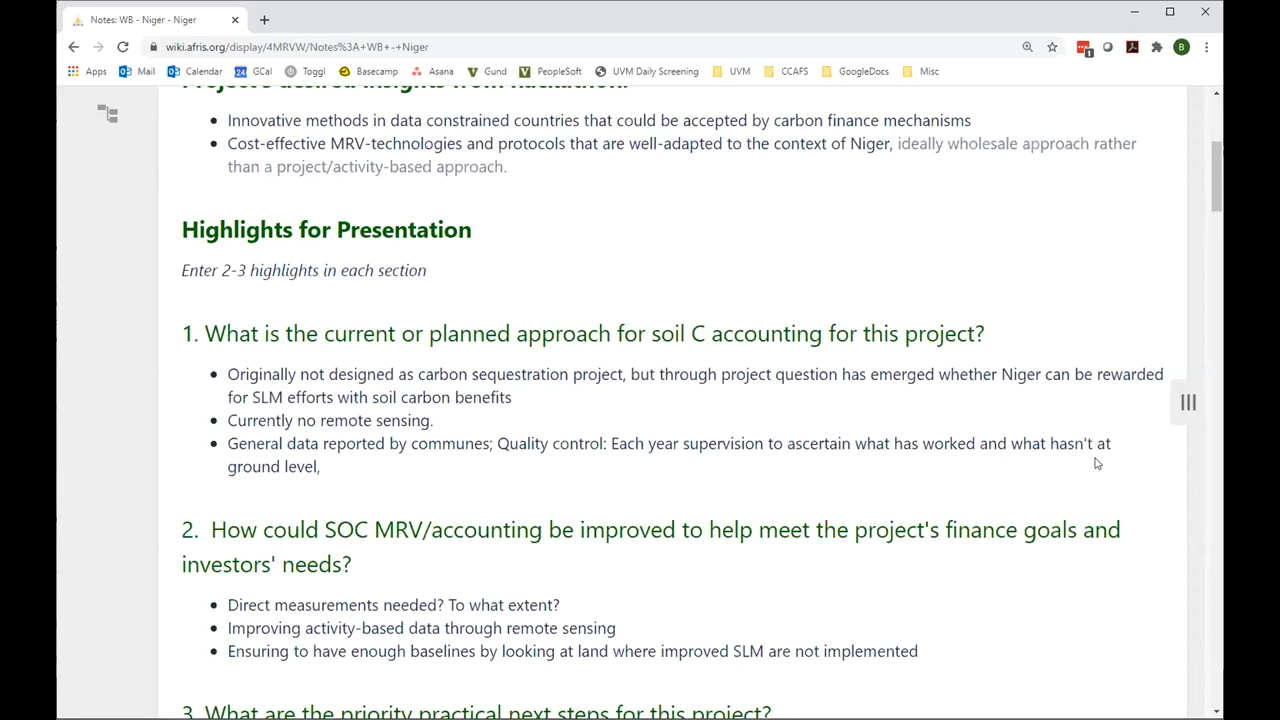 Notes: WB - Niger - Niger
wiki.afris.org/display/4MRVW/Notes%3A+WB+-+Niger
1
B
Apps Mail Calendar 24 GCal Toggl Basecamp Asana Gund PeopleSoft UVM Daily Screening UVM CCAFS GoogleDocs Misc
Project's desired insights from hackathon:
• Innovative methods in data constrained countries that could be accepted by carbon finance mechanisms
• Cost-effective MRV-technologies and protocols that are well-adapted to the context of Niger, ideally wholesale approach rather
than a project/activity-based approach.
Highlights for Presentation
Enter 2-3 highlights in each section
1. What is the current or planned approach for soil C accounting for this project?
• Originally not designed as carbon sequestration project, but through project question has emerged whether Niger can be rewarded
for SLM efforts with soil carbon benefits
• Currently no remote sensing.
• General data reported by communes; Quality control: Each year supervision to ascertain what has worked and what hasn't at
ground level,
2. How could SOC MRV/accounting be improved to help meet the project's finance goals and
investors' needs?
• Direct measurements needed? To what extent?
• Improving activity-based data through remote sensing
• Ensuring to have enough baselines by looking at land where improved SLM are not implemented
3. What are the priority practical next steps for this project?